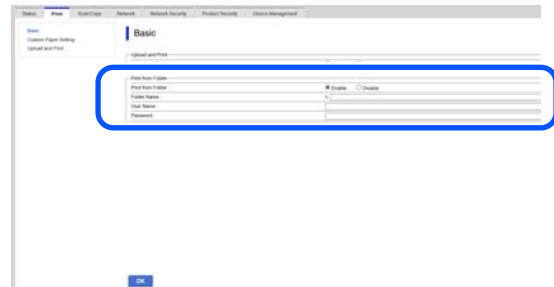 Status Print Scan/Copy Network Network Security Product Security Device Management
Basic
Custom Paper Setting
Upload and Print
Basic
Upload and Print
Print from Folder
Print from Folder Enable Disable
Folder Name \\
User Name
Password
OK